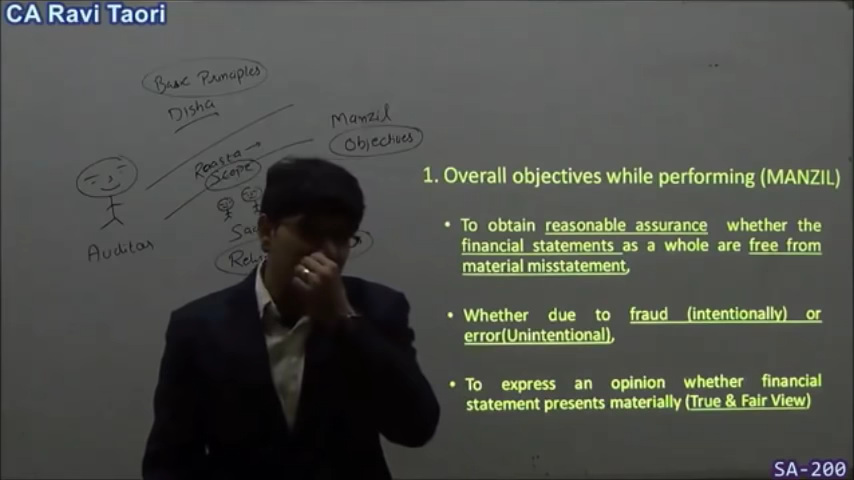 CA Ravi Taori
Basic Principles
Disha
Manzil
Objectives
Raasta →
Scope
Auditor
1. Overall objectives while performing (MANZIL)
• To obtain reasonable assurance whether the
financial statements as a whole are free from
material misstatement,
• Whether due to fraud (intentionally) or
error(Unintentional),
• To express an opinion whether financial
statement presents materially (True & Fair View)
SA-200